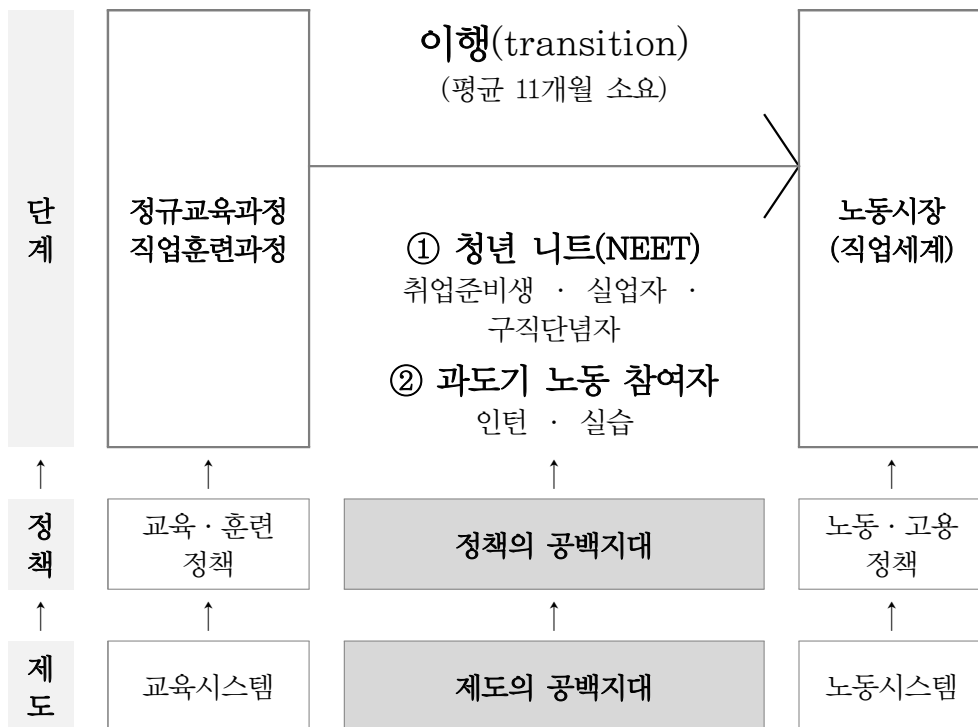 이행(transition)
(평균 11개월 소요)
단
계
정규교육과정
직업훈련과정
① 청년 니트(NEET)
취업준비생 · 실업자 ·
구직단념자
② 과도기 노동 참여자
인턴 · 실습
노동시장
(직업세계)
↑ ↑ ↑ ↑
정
책
교육·훈련
정책
정책의 공백지대
노동·고용
정책
↑ ↑ ↑ ↑
제
도
교육시스템
제도의 공백지대
노동시스템